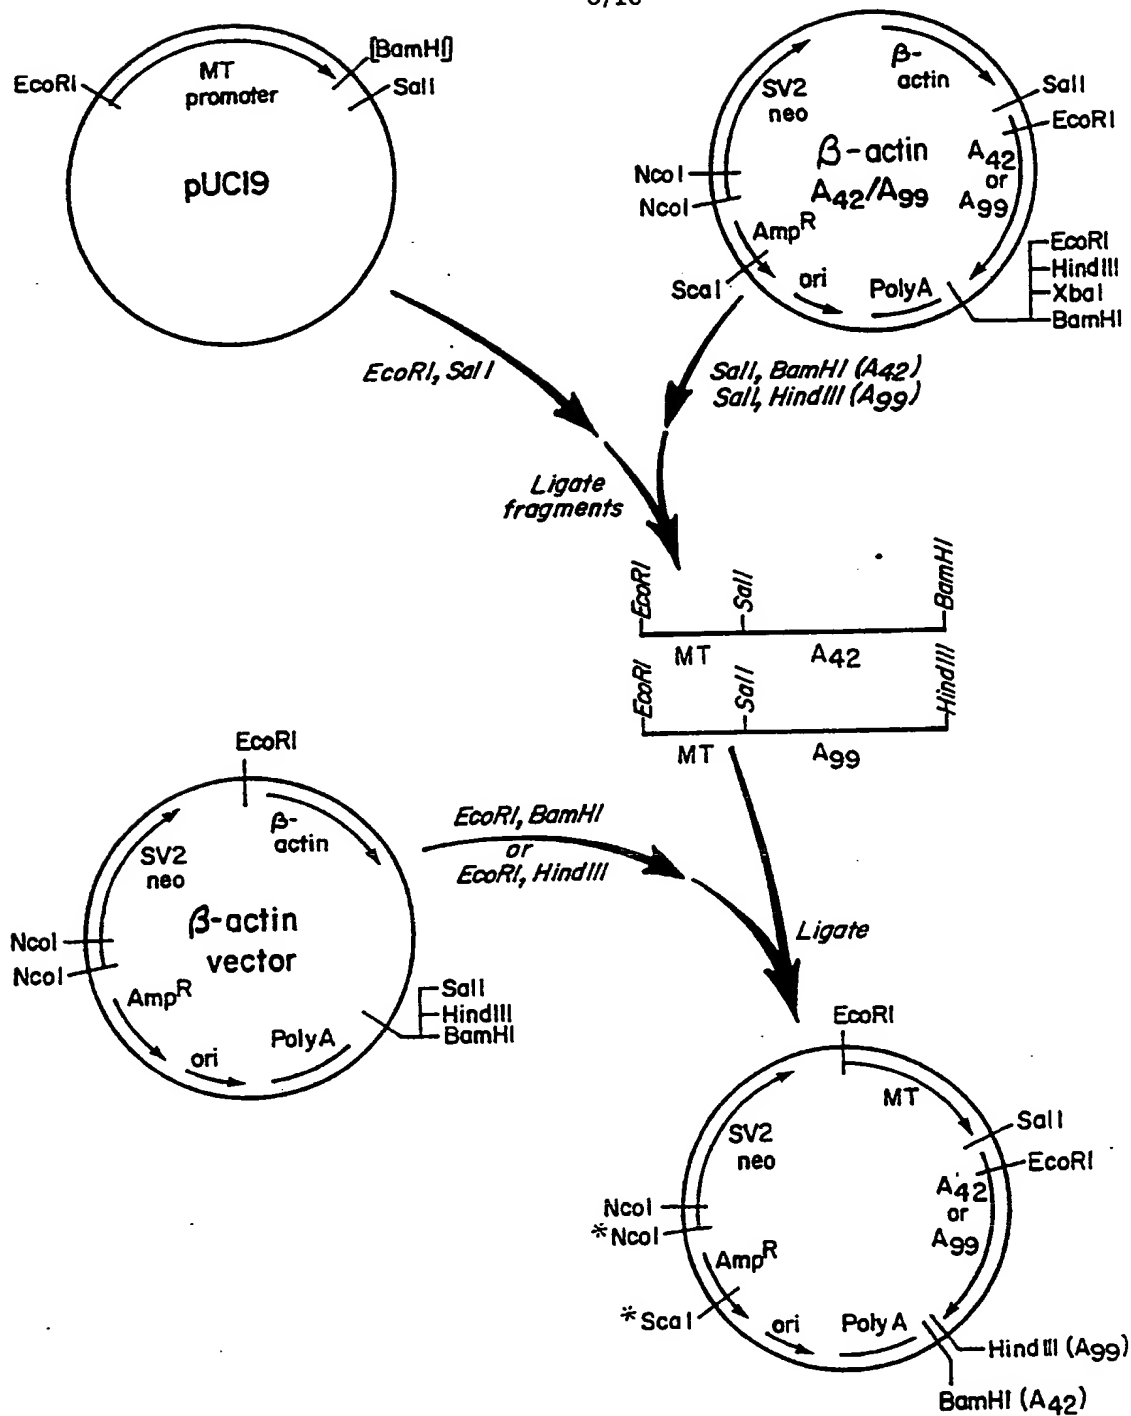 EcoRI
MT
promoter
[BamHI]
SalI
pUC19
SV2
neo
β-
actin
SalI
EcoRI
β-actin
A42/A99
A42
or
A99
NcoI
NcoI
AmpR
ScaI
ori
PolyA
EcoRI
HindIII
XbaI
BamHI
EcoRI, SalI
SalI, BamHI (A42)
SalI, HindIII (A99)
Ligate
fragments
EcoRI
SalI
BamHI
MT
A42
EcoRI
SalI
HindIII
MT
A99
EcoRI
β-
actin
SV2
neo
β-actin
vector
NcoI
NcoI
AmpR
ori
PolyA
SalI
HindIII
BamHI
EcoRI, BamHI
or
EcoRI, HindIII
Ligate
EcoRI
MT
SV2
neo
SalI
EcoRI
A42
or
A99
NcoI
*NcoI
AmpR
*ScaI
ori
PolyA
HindIII (A99)
BamHI (A42)